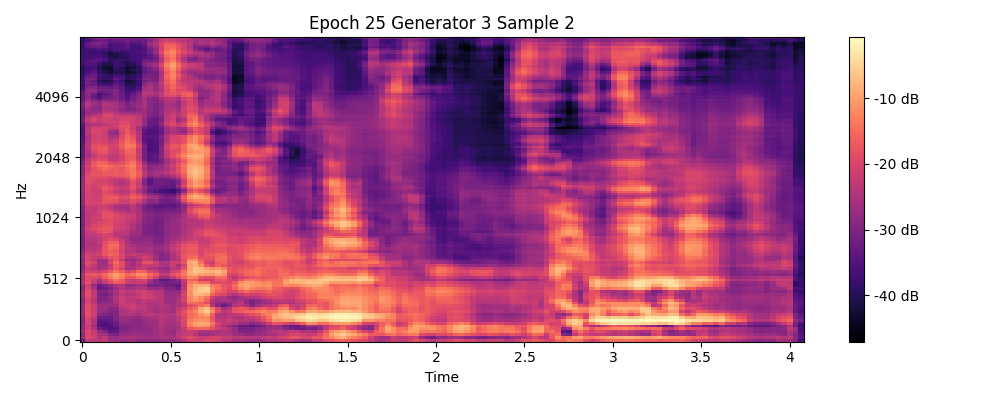 Epoch 25 Generator 3 Sample 2
Hz
4096
2048
1024
512
0
0 0.5 1 1.5 2 2.5 3 3.5 4
Time
-10 dB
-20 dB
-30 dB
-40 dB